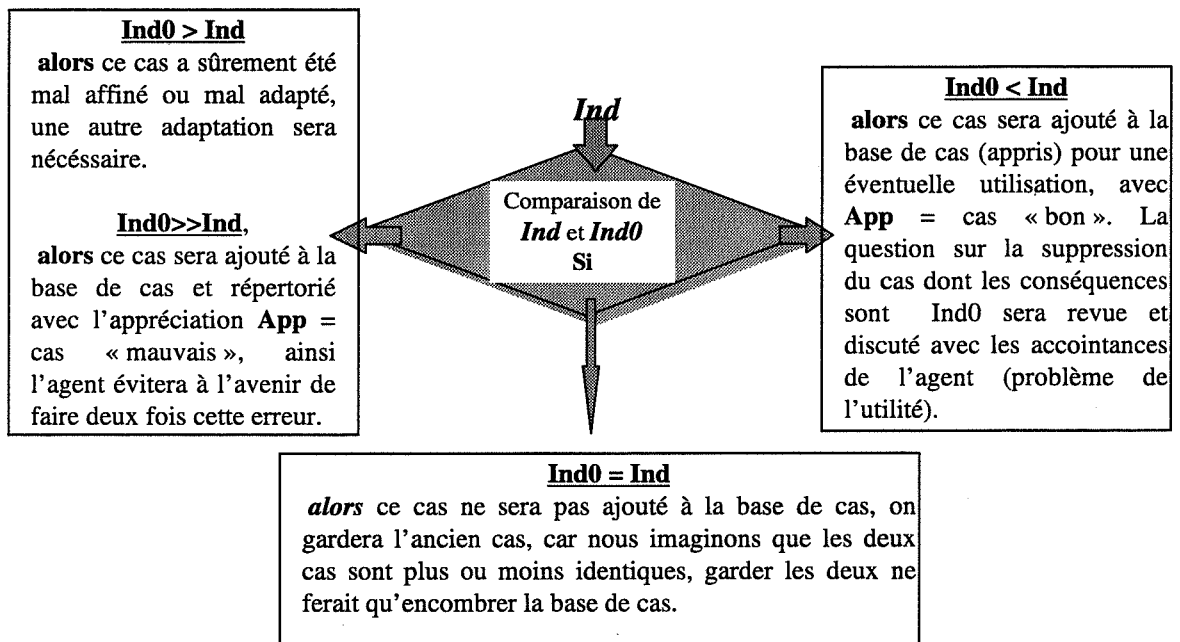 Ind0 > Ind
alors ce cas a sûrement été
mal affiné ou mal adapté,
une autre adaptation sera
nécéssaire.
Ind0>>Ind,
alors ce cas sera ajouté à la
base de cas et répertorié
avec l'appréciation App =
cas « mauvais », ainsi
l'agent évitera à l'avenir de
faire deux fois cette erreur.
Ind
Comparaison de
Ind et Ind0
Si
Ind0 < Ind
alors ce cas sera ajouté à la
base de cas (appris) pour une
éventuelle utilisation, avec
App = cas « bon ». La
question sur la suppression
du cas dont les conséquences
sont Ind0 sera revue et
discuté avec les accointances
de l'agent (problème de
l'utilité).
Ind0 = Ind
alors ce cas ne sera pas ajouté à la base de cas, on
gardera l'ancien cas, car nous imaginons que les deux
cas sont plus ou moins identiques, garder les deux ne
ferait qu'encombrer la base de cas.